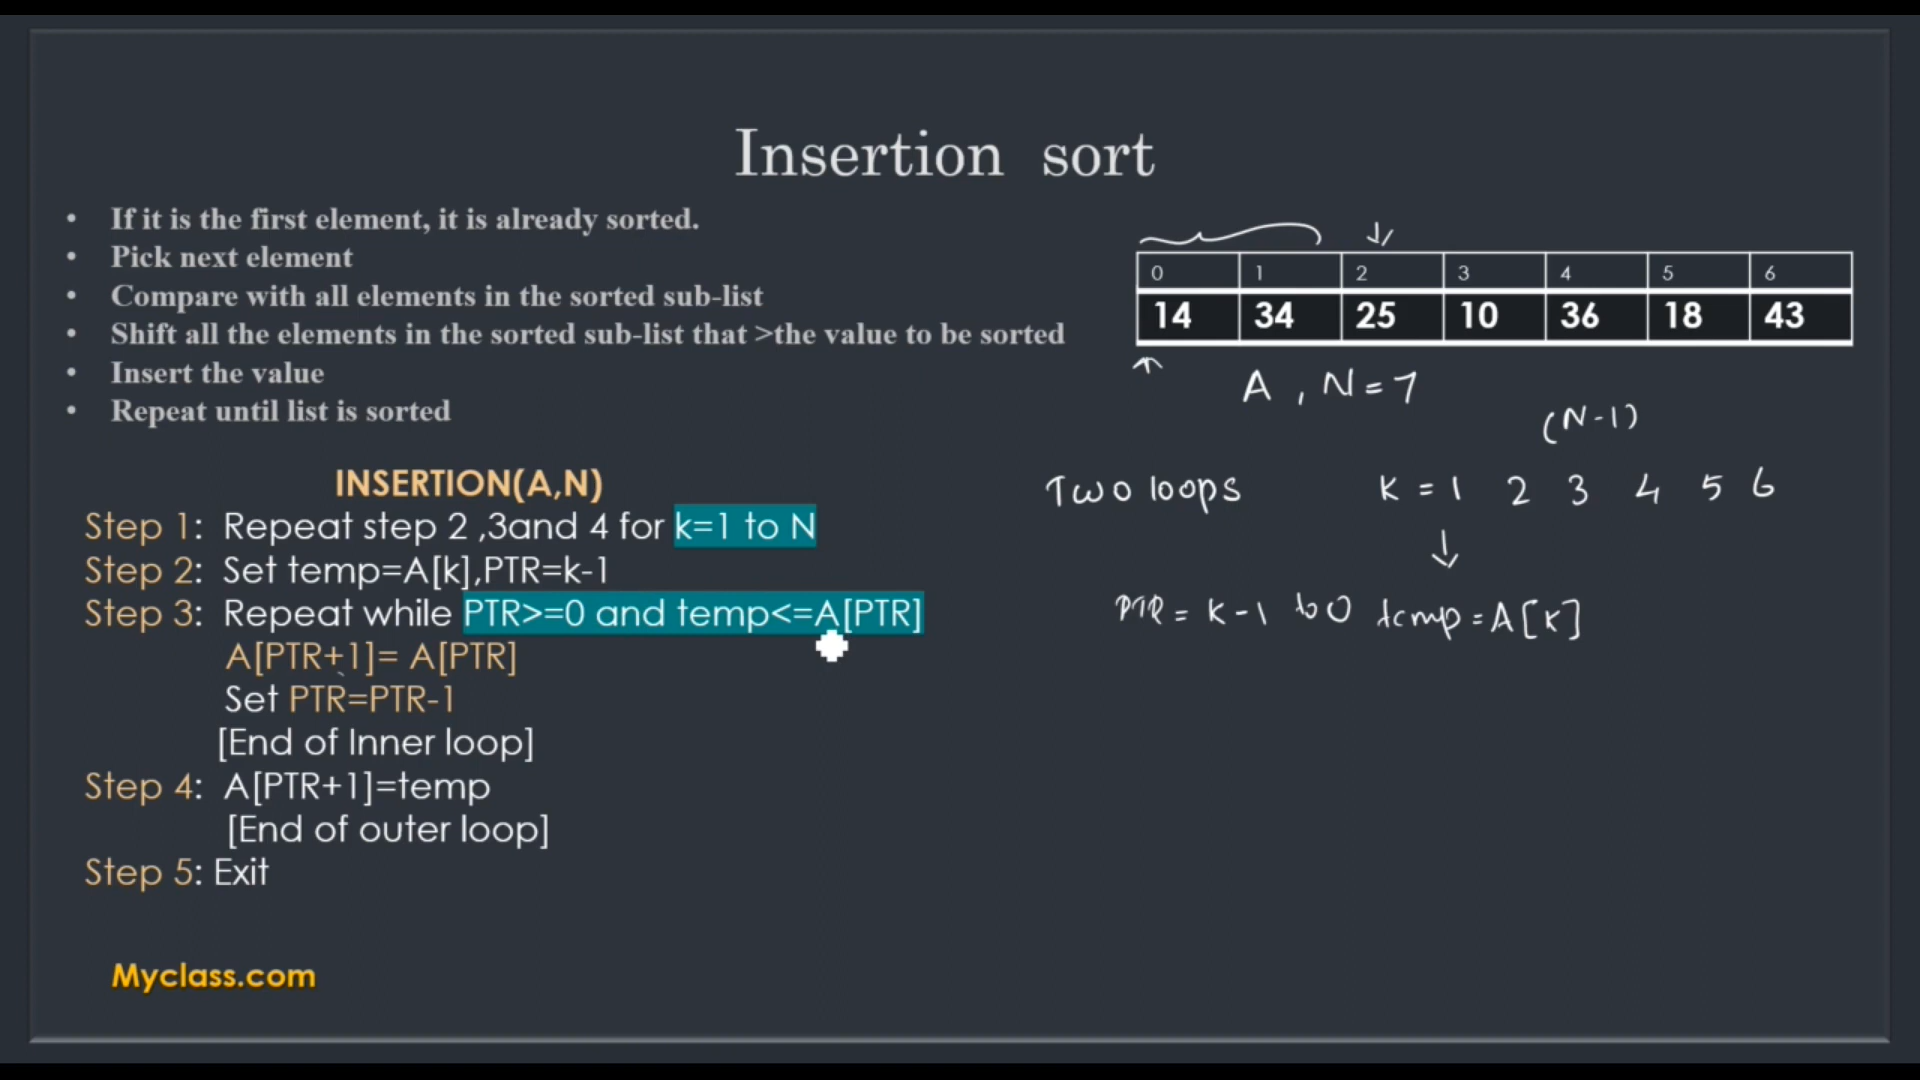 Insertion sort
• If it is the first element, it is already sorted.
• Pick next element
• Compare with all elements in the sorted sub-list
• Shift all the elements in the sorted sub-list that >the value to be sorted
• Insert the value
• Repeat until list is sorted
0 1 2 3 4 5 6
14 34 25 10 36 18 43
A , N = 7
(N-1)
INSERTION(A,N)
Step 1: Repeat step 2 ,3and 4 for k=1 to N
Step 2: Set temp=A[k],PTR=k-1
Step 3: Repeat while PTR>=0 and temp<=A[PTR]
A[PTR+1]= A[PTR]
Set PTR=PTR-1
[End of Inner loop]
Step 4: A[PTR+1]=temp
[End of outer loop]
Step 5: Exit
Two loops K = 1 2 3 4 5 6
PTR = K-1 to 0 temp = A[K]
Myclass.com